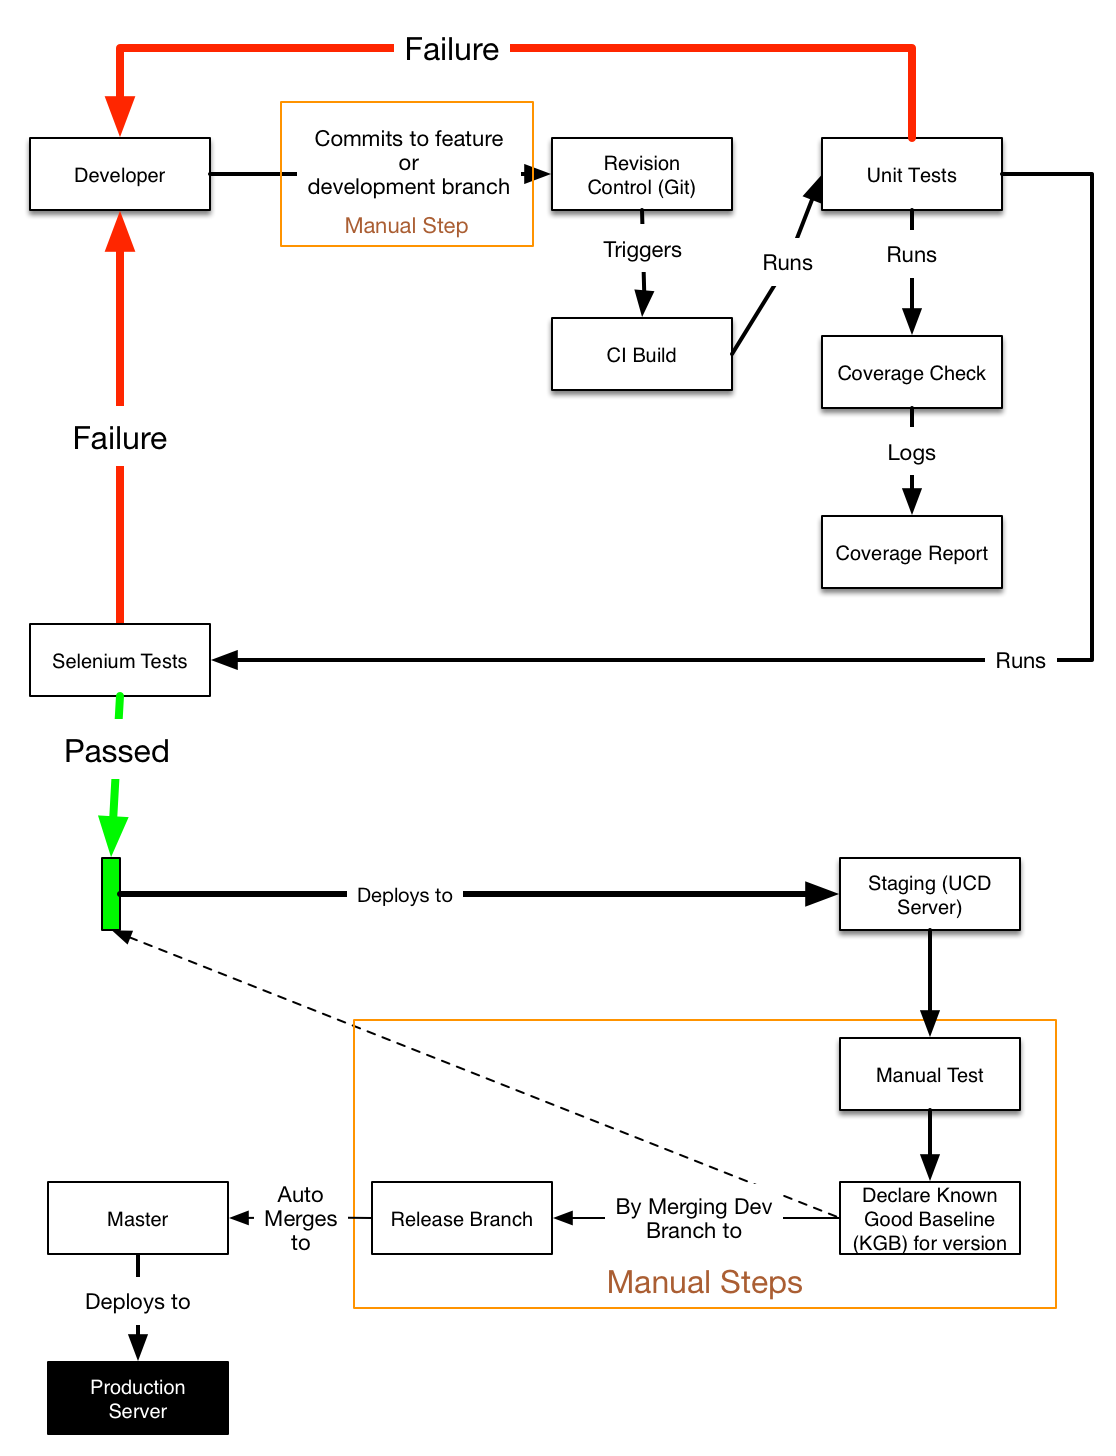 Failure
Developer
Commits to feature
or
development branch
Manual Step
Revision
Control (Git)
Unit Tests
Triggers
Runs
Runs
CI Build
Coverage Check
Failure
Logs
Coverage Report
Selenium Tests
Runs
Passed
Deploys to
Staging (UCD
Server)
Manual Test
Declare Known
Good Baseline
(KGB) for version
By Merging Dev
Branch to
Release Branch
Auto
Merges
to
Master
Manual Steps
Deploys to
Production
Server